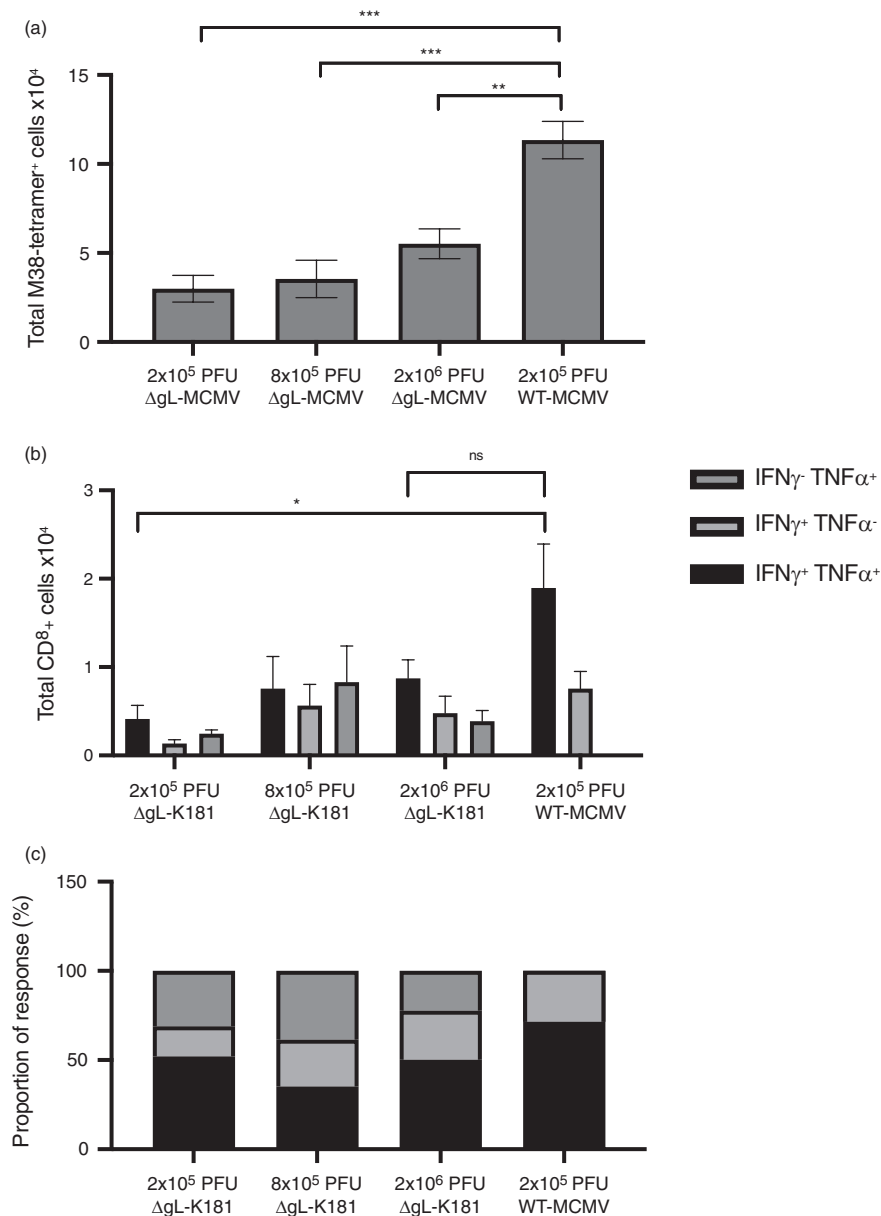 (a)
***
***
**
Total M38-tetramer⁺ cells x10⁴
15
10
5
0
2x10⁵ PFU 8x10⁵ PFU 2x10⁶ PFU 2x10⁵ PFU
ΔgL-MCMV ΔgL-MCMV ΔgL-MCMV WT-MCMV
(b)
ns
*
Total CD⁸₊ cells x10⁴
3
2
1
0
2x10⁵ PFU 8x10⁵ PFU 2x10⁶ PFU 2x10⁵ PFU
ΔgL-K181 ΔgL-K181 ΔgL-K181 WT-MCMV
IFNγ⁻ TNFα⁺
IFNγ⁺ TNFα⁻
IFNγ⁺ TNFα⁺
(c)
Proportion of response (%)
150
100
50
0
2x10⁵ PFU 8x10⁵ PFU 2x10⁶ PFU 2x10⁵ PFU
ΔgL-K181 ΔgL-K181 ΔgL-K181 WT-MCMV